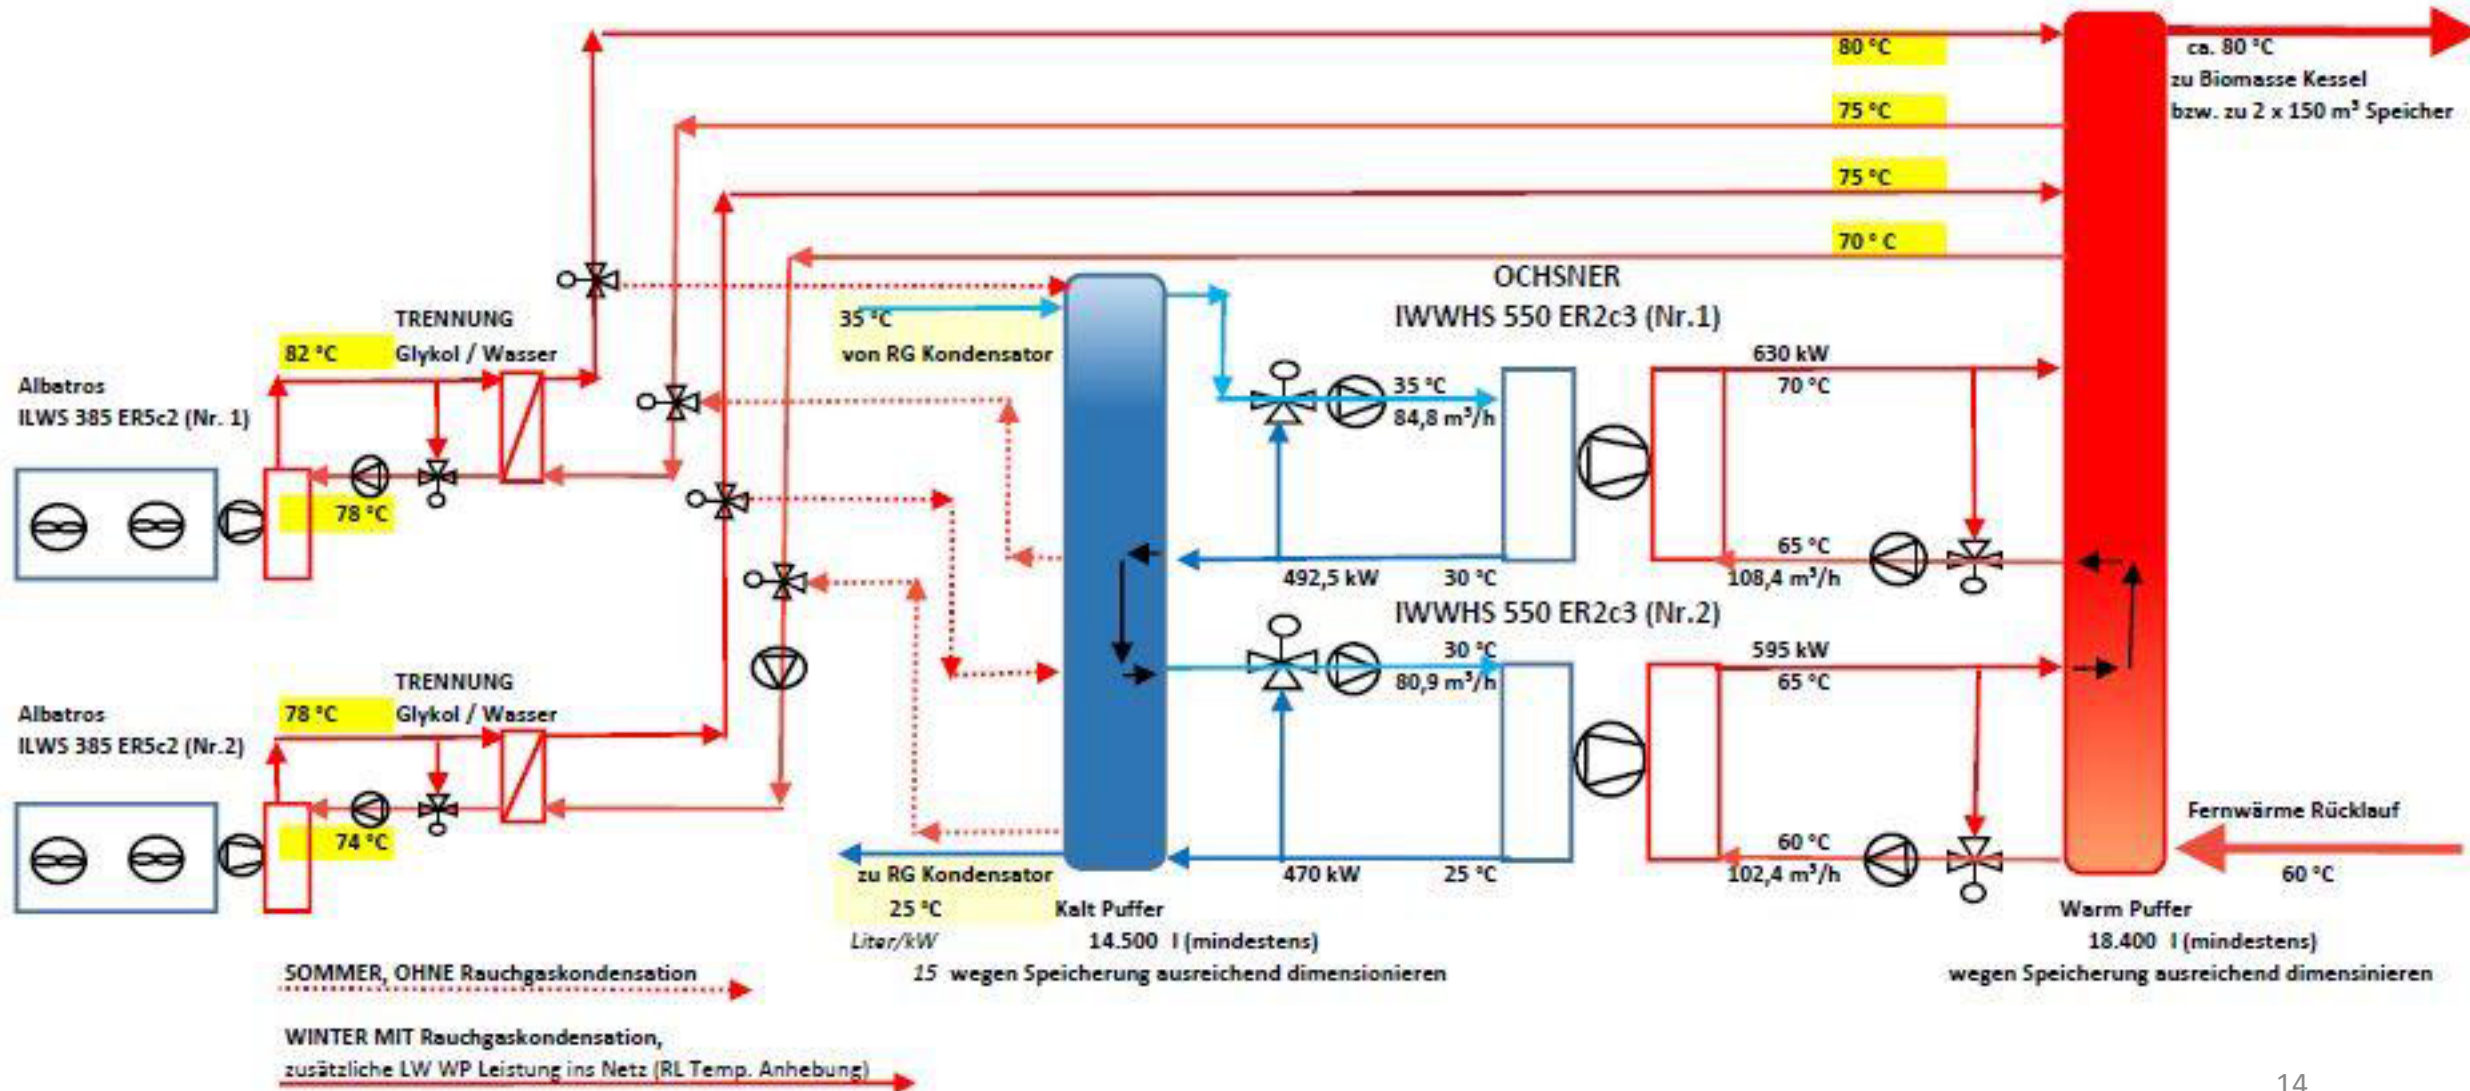 80 °C
ca. 80 °C
zu Biomasse Kessel
bzw. zu 2 x 150 m³ Speicher
75 °C
75 °C
70 ° C
OCHSNER
IWWHS 550 ER2c3 (Nr.1)
TRENNUNG
82 °C
Glykol / Wasser
Albatros
ILWS 385 ER5c2 (Nr. 1)
78 °C
35 °C
von RG Kondensator
35 °C
84,8 m³/h
630 kW
70 °C
65 °C
108,4 m³/h
492,5 kW
30 °C
IWWHS 550 ER2c3 (Nr.2)
30 °C
80,9 m³/h
595 kW
65 °C
TRENNUNG
78 °C
Glykol / Wasser
Albatros
ILWS 385 ER5c2 (Nr.2)
74 °C
60 °C
102,4 m³/h
470 kW
25 °C
Fernwärme Rücklauf
60 °C
zu RG Kondensator
25 °C
Liter/kW
15
Kalt Puffer
14.500 l (mindestens)
wegen Speicherung ausreichend dimensionieren
Warm Puffer
18.400 l (mindestens)
wegen Speicherung ausreichend dimensinieren
SOMMER, OHNE Rauchgaskondensation
WINTER MIT Rauchgaskondensation,
zusätzliche LW WP Leistung ins Netz (RL Temp. Anhebung)
14